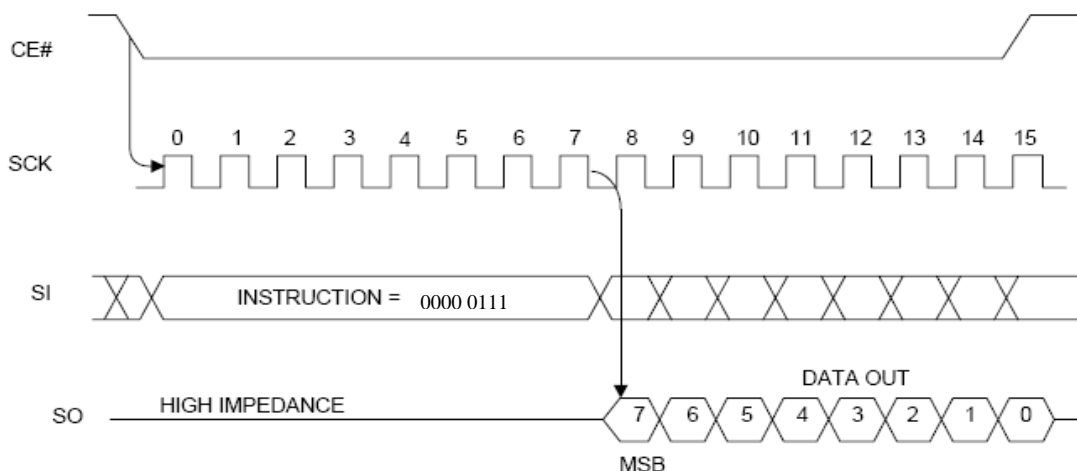 CE#
0 1 2 3 4 5 6 7 8 9 10 11 12 13 14 15
SCK
SI
INSTRUCTION = 0000 0111
DATA OUT
HIGH IMPEDANCE
SO
7 6 5 4 3 2 1 0
MSB